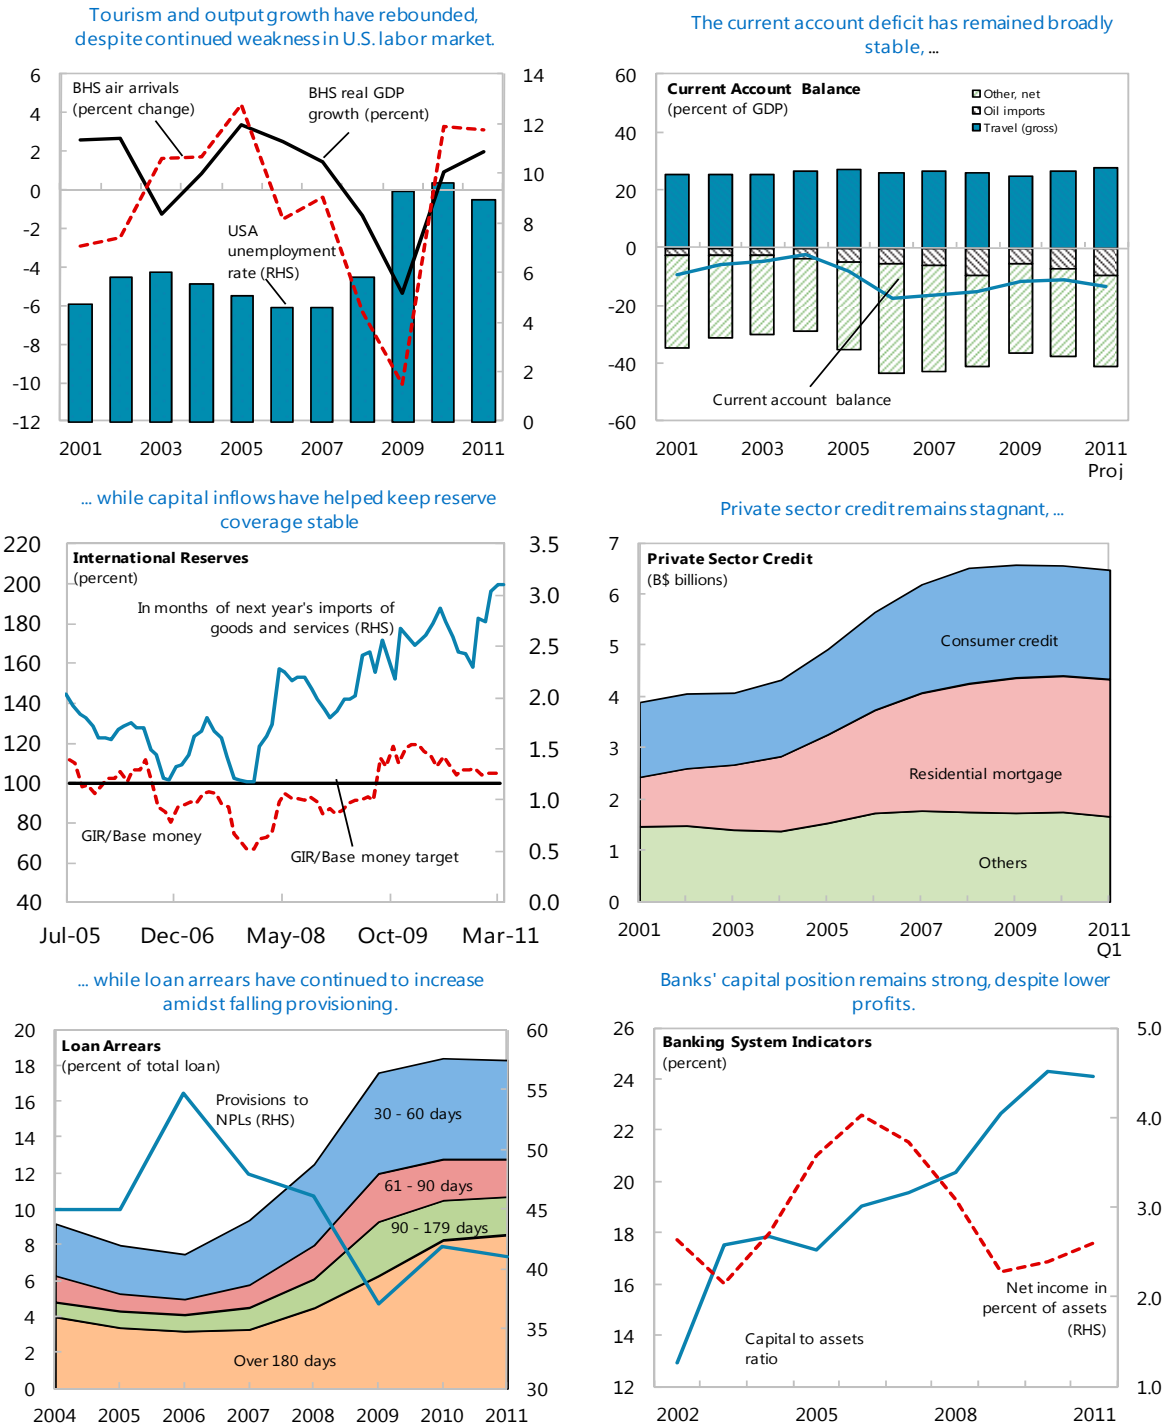 Tourism and output growth have rebounded,
despite continued weakness in U.S. labor market.
6
4
2
0
-2
-4
-6
-8
-10
-12
14
12
10
8
6
4
2
0
BHS air arrivals
(percent change)
BHS real GDP
growth (percent)
USA
unemployment
rate (RHS)
2001 2003 2005 2007 2009 2011
The current account deficit has remained broadly
stable, ...
60
40
20
0
-20
-40
-60
Current Account Balance
(percent of GDP)
Other, net
Oil imports
Travel (gross)
Current account balance
2001 2003 2005 2007 2009 2011
Proj
... while capital inflows have helped keep reserve
coverage stable
220
200
180
160
140
120
100
80
60
40
3.5
3.0
2.5
2.0
1.5
1.0
0.5
0.0
International Reserves
(percent)
In months of next year's imports of
goods and services (RHS)
GIR/Base money
GIR/Base money target
Jul-05 Dec-06 May-08 Oct-09 Mar-11
Private sector credit remains stagnant, ...
7
6
5
4
3
2
1
0
Private Sector Credit
(B$ billions)
Consumer credit
Residential mortgage
Others
2001 2003 2005 2007 2009 2011
Q1
... while loan arrears have continued to increase
amidst falling provisioning.
20
18
16
14
12
10
8
6
4
2
0
60
55
50
45
40
35
30
Loan Arrears
(percent of total loan)
Provisions to
NPLs (RHS)
30 - 60 days
61 - 90 days
90 - 179 days
Over 180 days
2004 2005 2006 2007 2008 2009 2010 2011
Banks' capital position remains strong, despite lower
profits.
26
24
22
20
18
16
14
12
5.0
4.0
3.0
2.0
1.0
Banking System Indicators
(percent)
Net income in
percent of assets
(RHS)
Capital to assets
ratio
2002 2005 2008 2011